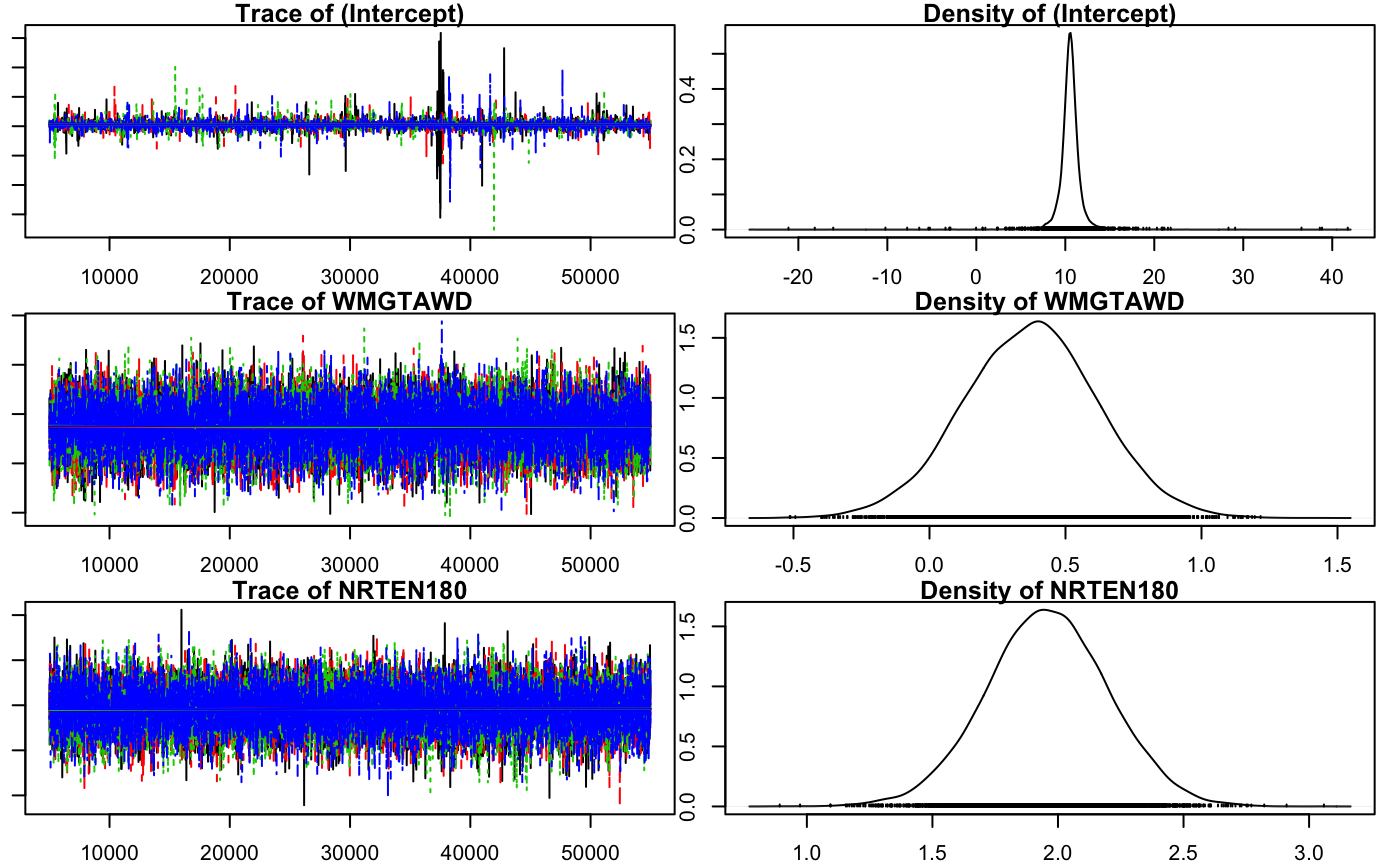 Trace of (Intercept)
Density of (Intercept)
0.0 0.2 0.4
10000 20000 30000 40000 50000
-20 -10 0 10 20 30 40
Trace of WMGTAWD
Density of WMGTAWD
0.0 0.5 1.0 1.5
10000 20000 30000 40000 50000
-0.5 0.0 0.5 1.0 1.5
Trace of NRTEN180
Density of NRTEN180
0.0 0.5 1.0 1.5
10000 20000 30000 40000 50000
1.0 1.5 2.0 2.5 3.0